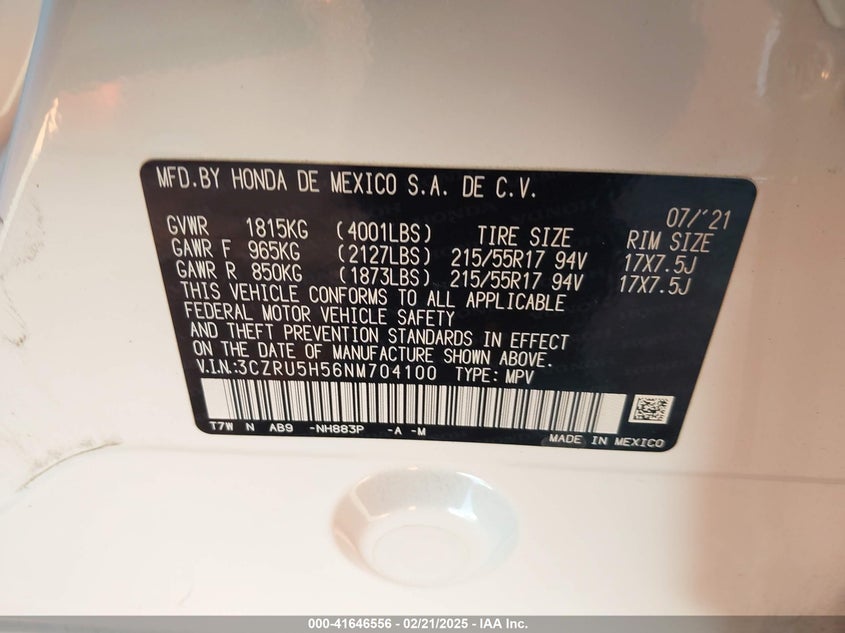 MFD.BY HONDA DE MEXICO S.A. DE C.V.
07/'21
GVWR 1815KG (4001LBS) TIRE SIZE RIM SIZE
GAWR F 965KG (2127LBS) 215/55R17 94V 17X7.5J
GAWR R 850KG (1873LBS) 215/55R17 94V 17X7.5J
THIS VEHICLE CONFORMS TO ALL APPLICABLE
FEDERAL MOTOR VEHICLE SAFETY
AND THEFT PREVENTION STANDARDS IN EFFECT
ON THE DATE OF MANUFACTURE SHOWN ABOVE.
V.I.N:3CZRU5H56NM704100 TYPE: MPV
T7W N AB9 -NH883P -A -M
MADE IN MEXICO
000-41646556 - 02/21/2025 - IAA Inc.